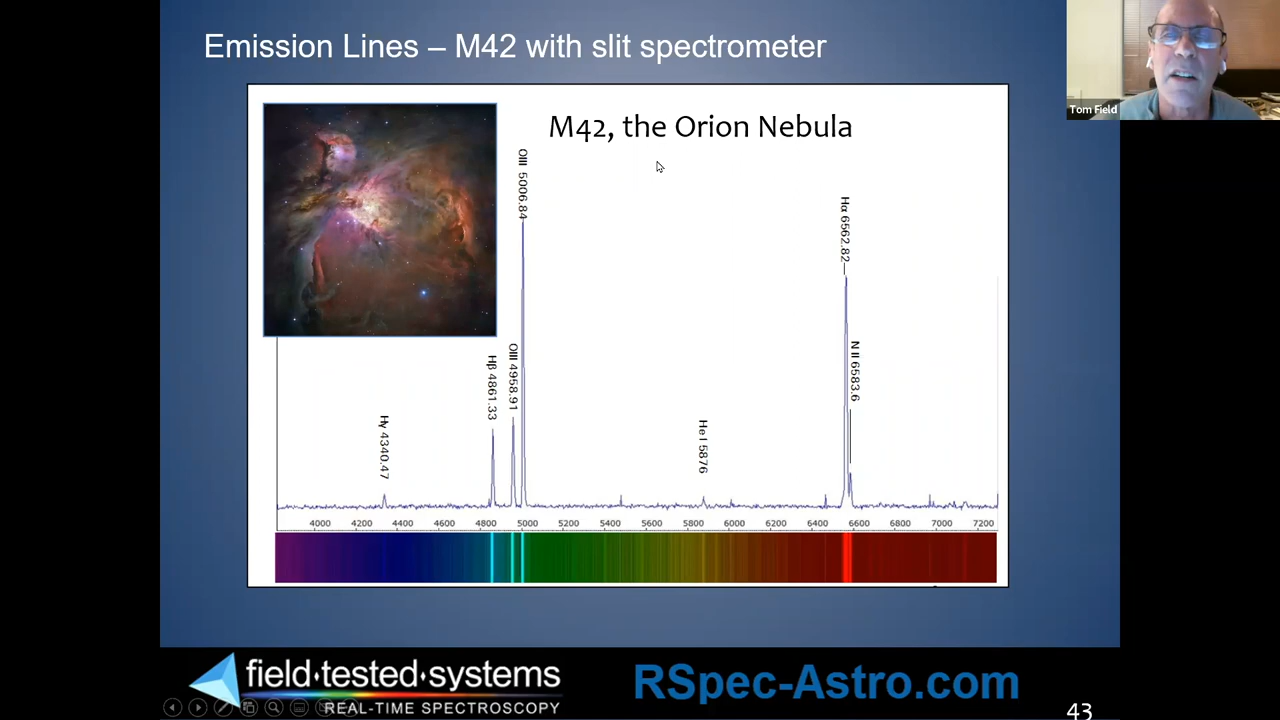 Emission Lines – M42 with slit spectrometer
Tom Field
M42, the Orion Nebula
OIII 5006.84
Hα 6562.82
OIII 4958.91
N II 6583.6
Hβ 4861.33
Hγ 4340.47
He I 5876
4000 4200 4400 4600 4800 5000 5200 5400 5600 5800 6000 6200 6400 6600 6800 7000 7200
field·tested·systems
REAL-TIME SPECTROSCOPY
RSpec-Astro.com
43